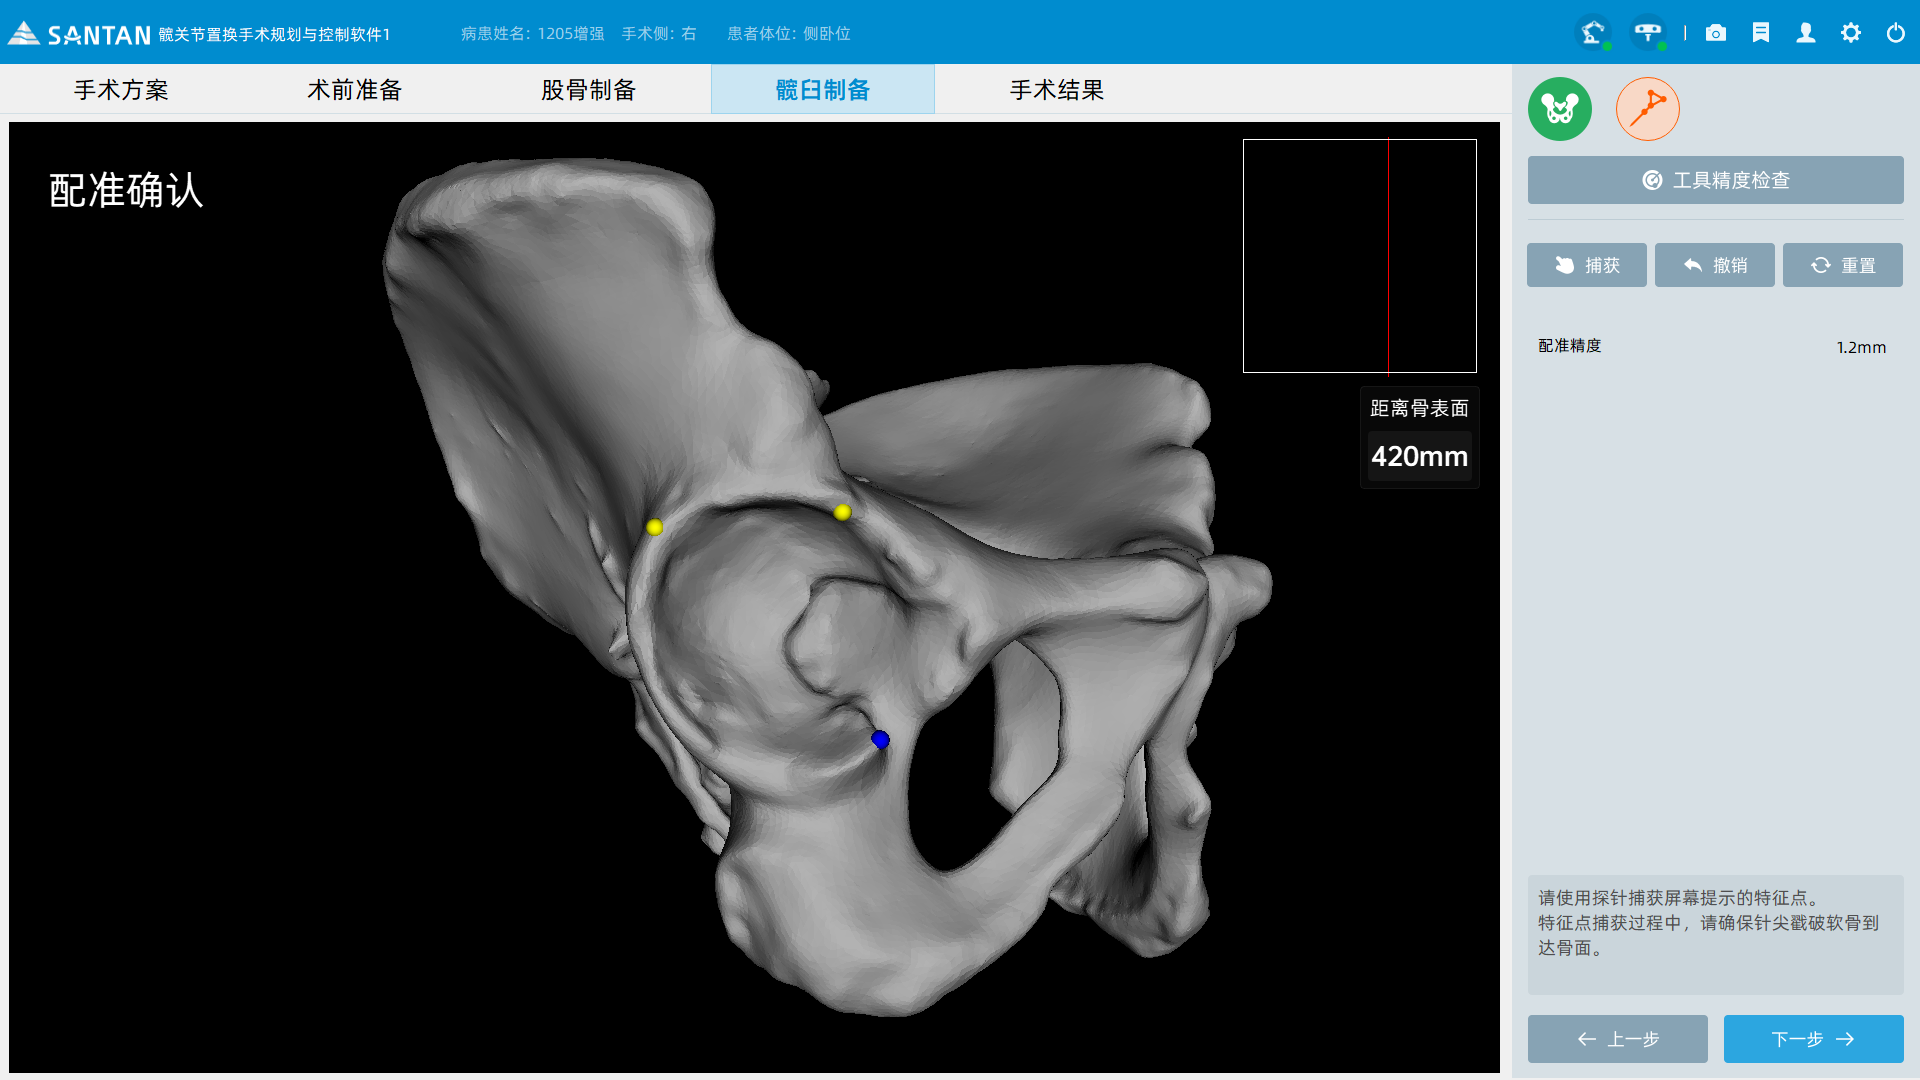 SANTAN 髋关节置换手术规划与控制软件1
病患姓名: 1205增强 手术侧: 右 患者体位: 侧卧位
手术方案 术前准备 股骨制备 髋臼制备 手术结果
配准确认
距离骨表面
420mm
工具精度检查
捕获 撤销 重置
配准精度 1.2mm
请使用探针捕获屏幕提示的特征点。
特征点捕获过程中，请确保针尖戳破软骨到
达骨面。
上一步 下一步